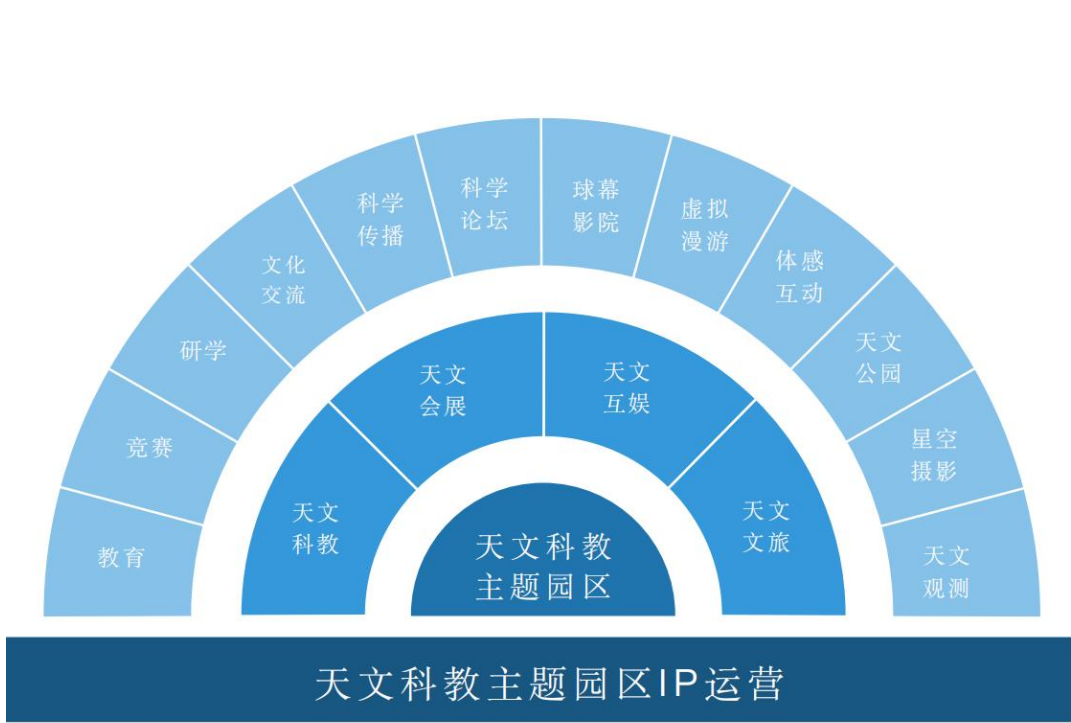 科学
论坛
球幕
影院
科学
传播
虚拟
漫游
文化
交流
体感
互动
研学
天文
公园
天文
会展
天文
互娱
竞赛
星空
摄影
天文
科教
天文
文旅
教育
天文
观测
天文科教
主题园区
天文科教主题园区IP运营